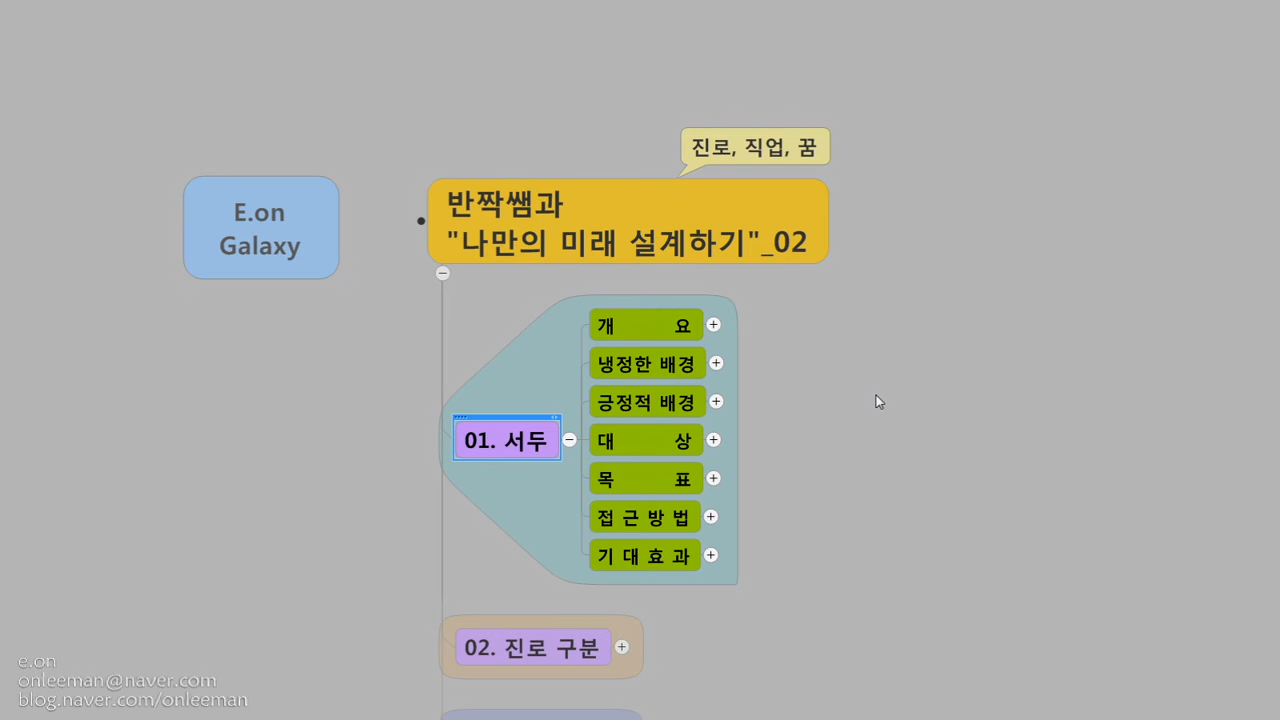 진로, 직업, 꿈
E.on
Galaxy
반짝쌤과
"나만의 미래 설계하기"_02
개 요
냉정한 배경
긍정적 배경
01. 서두
대 상
목 표
접 근 방 법
기 대 효 과
02. 진로 구분
e.on
onleeman@naver.com
blog.naver.com/onleeman